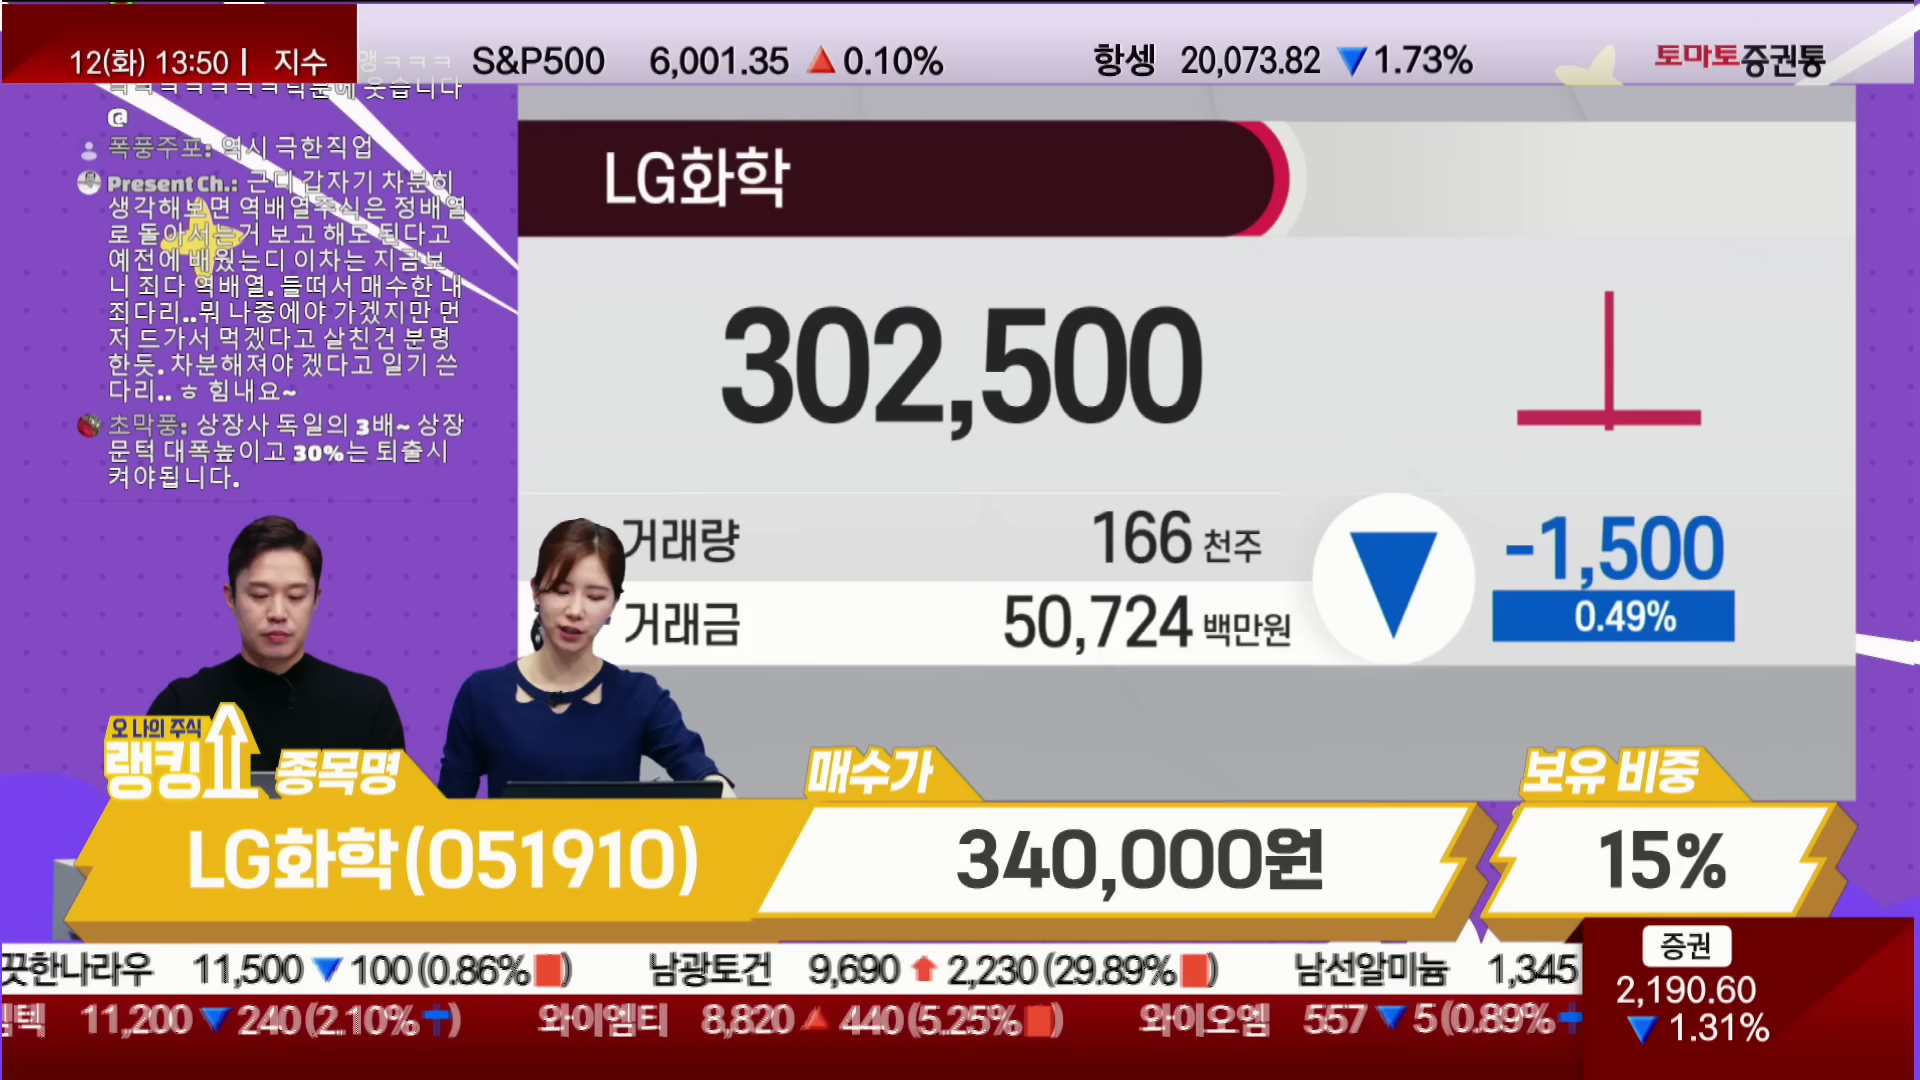 12(화) 13:50 | 지수
S&P500 6,001.35 ▲ 0.10%
항셍 20,073.82 ▼ 1.73%
토마토증권통
@
폭풍주포: 역시 극한직업
Present Ch.: 근데 갑자기 차분히
생각해보면 역배열주식은 정배열
로 돌아서는거 보고 해도 된다고
예전에 배웠는디 이차는 지금보
니 죄다 역배열. 들떠서 매수한 내
죄다리..뭐 나중에야 가겠지만 먼
저 드가서 먹겠다고 살친건 분명
한듯. 차분해져야 겠다고 일기 쓴
다리.. ㅎ 힘내요~
초막풍: 상장사 독일의 3배~ 상장
문턱 대폭높이고 30%는 퇴출시
켜야됩니다.
LG화학
302,500
거래량 166 천주
거래금 50,724 백만원
▼ -1,500
0.49%
오 나의 주식
랭킹쇼
종목명
LG화학(051910)
매수가
340,000원
보유 비중
15%
끗한나라우 11,500 ▼ 100 (0.86%) 남광토건 9,690 2,230 (29.89%) 남선알미늄 1,345
텍 11,200 ▼ 240 (2.10%) 와이엠티 8,820 ▲ 440 (5.25%) 와이오엠 557 ▼ 5 (0.89%
증권
2,190.60
▼ 1.31%